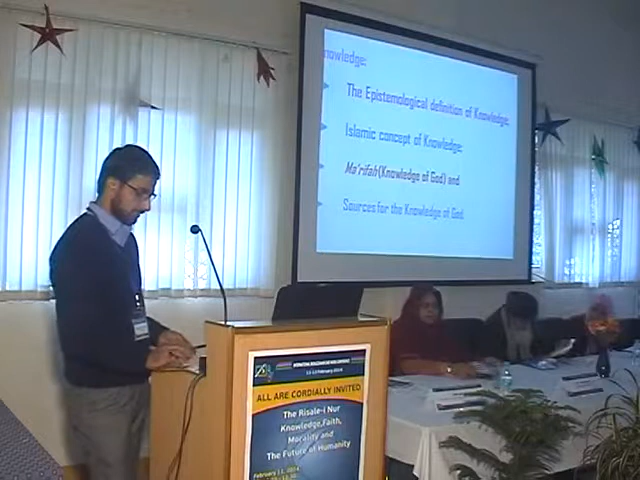 nowledge:
The Epistemological definition of Knowledge;
Islamic concept of Knowledge;
Ma'rifah (Knowledge of God) and
Sources for the Knowledge of God
ALL ARE CORDIALLY INVITED
The Risale-i Nur
Knowledge, Faith,
Morality and
The Future of Humanity
February 11, 2014